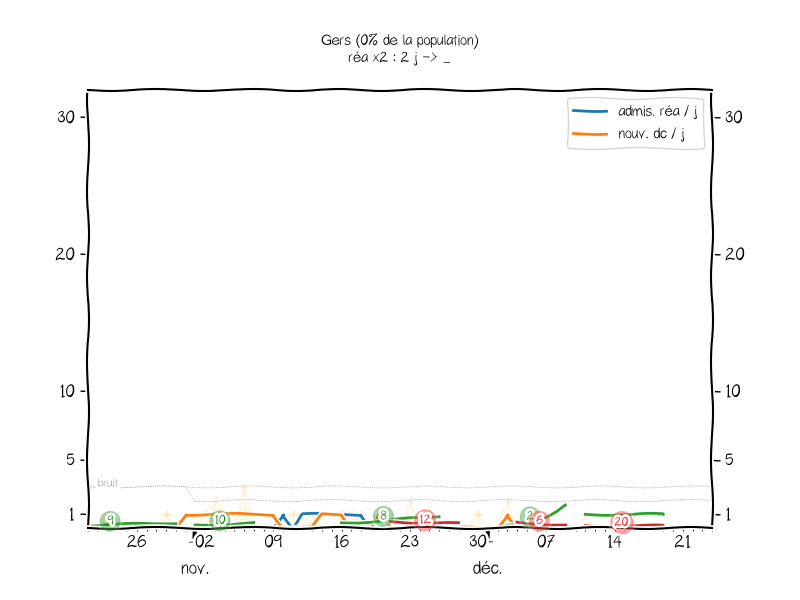 Gers (0% de la population)
réa x2 : 2 j -> _
admis. réa / j
nouv. dc / j
30 30
20 20
10 10
5 5
bruit
1 1
9 10 8 12 2 6 20
26 02 09 16 23 30 07 14 21
nov. déc.